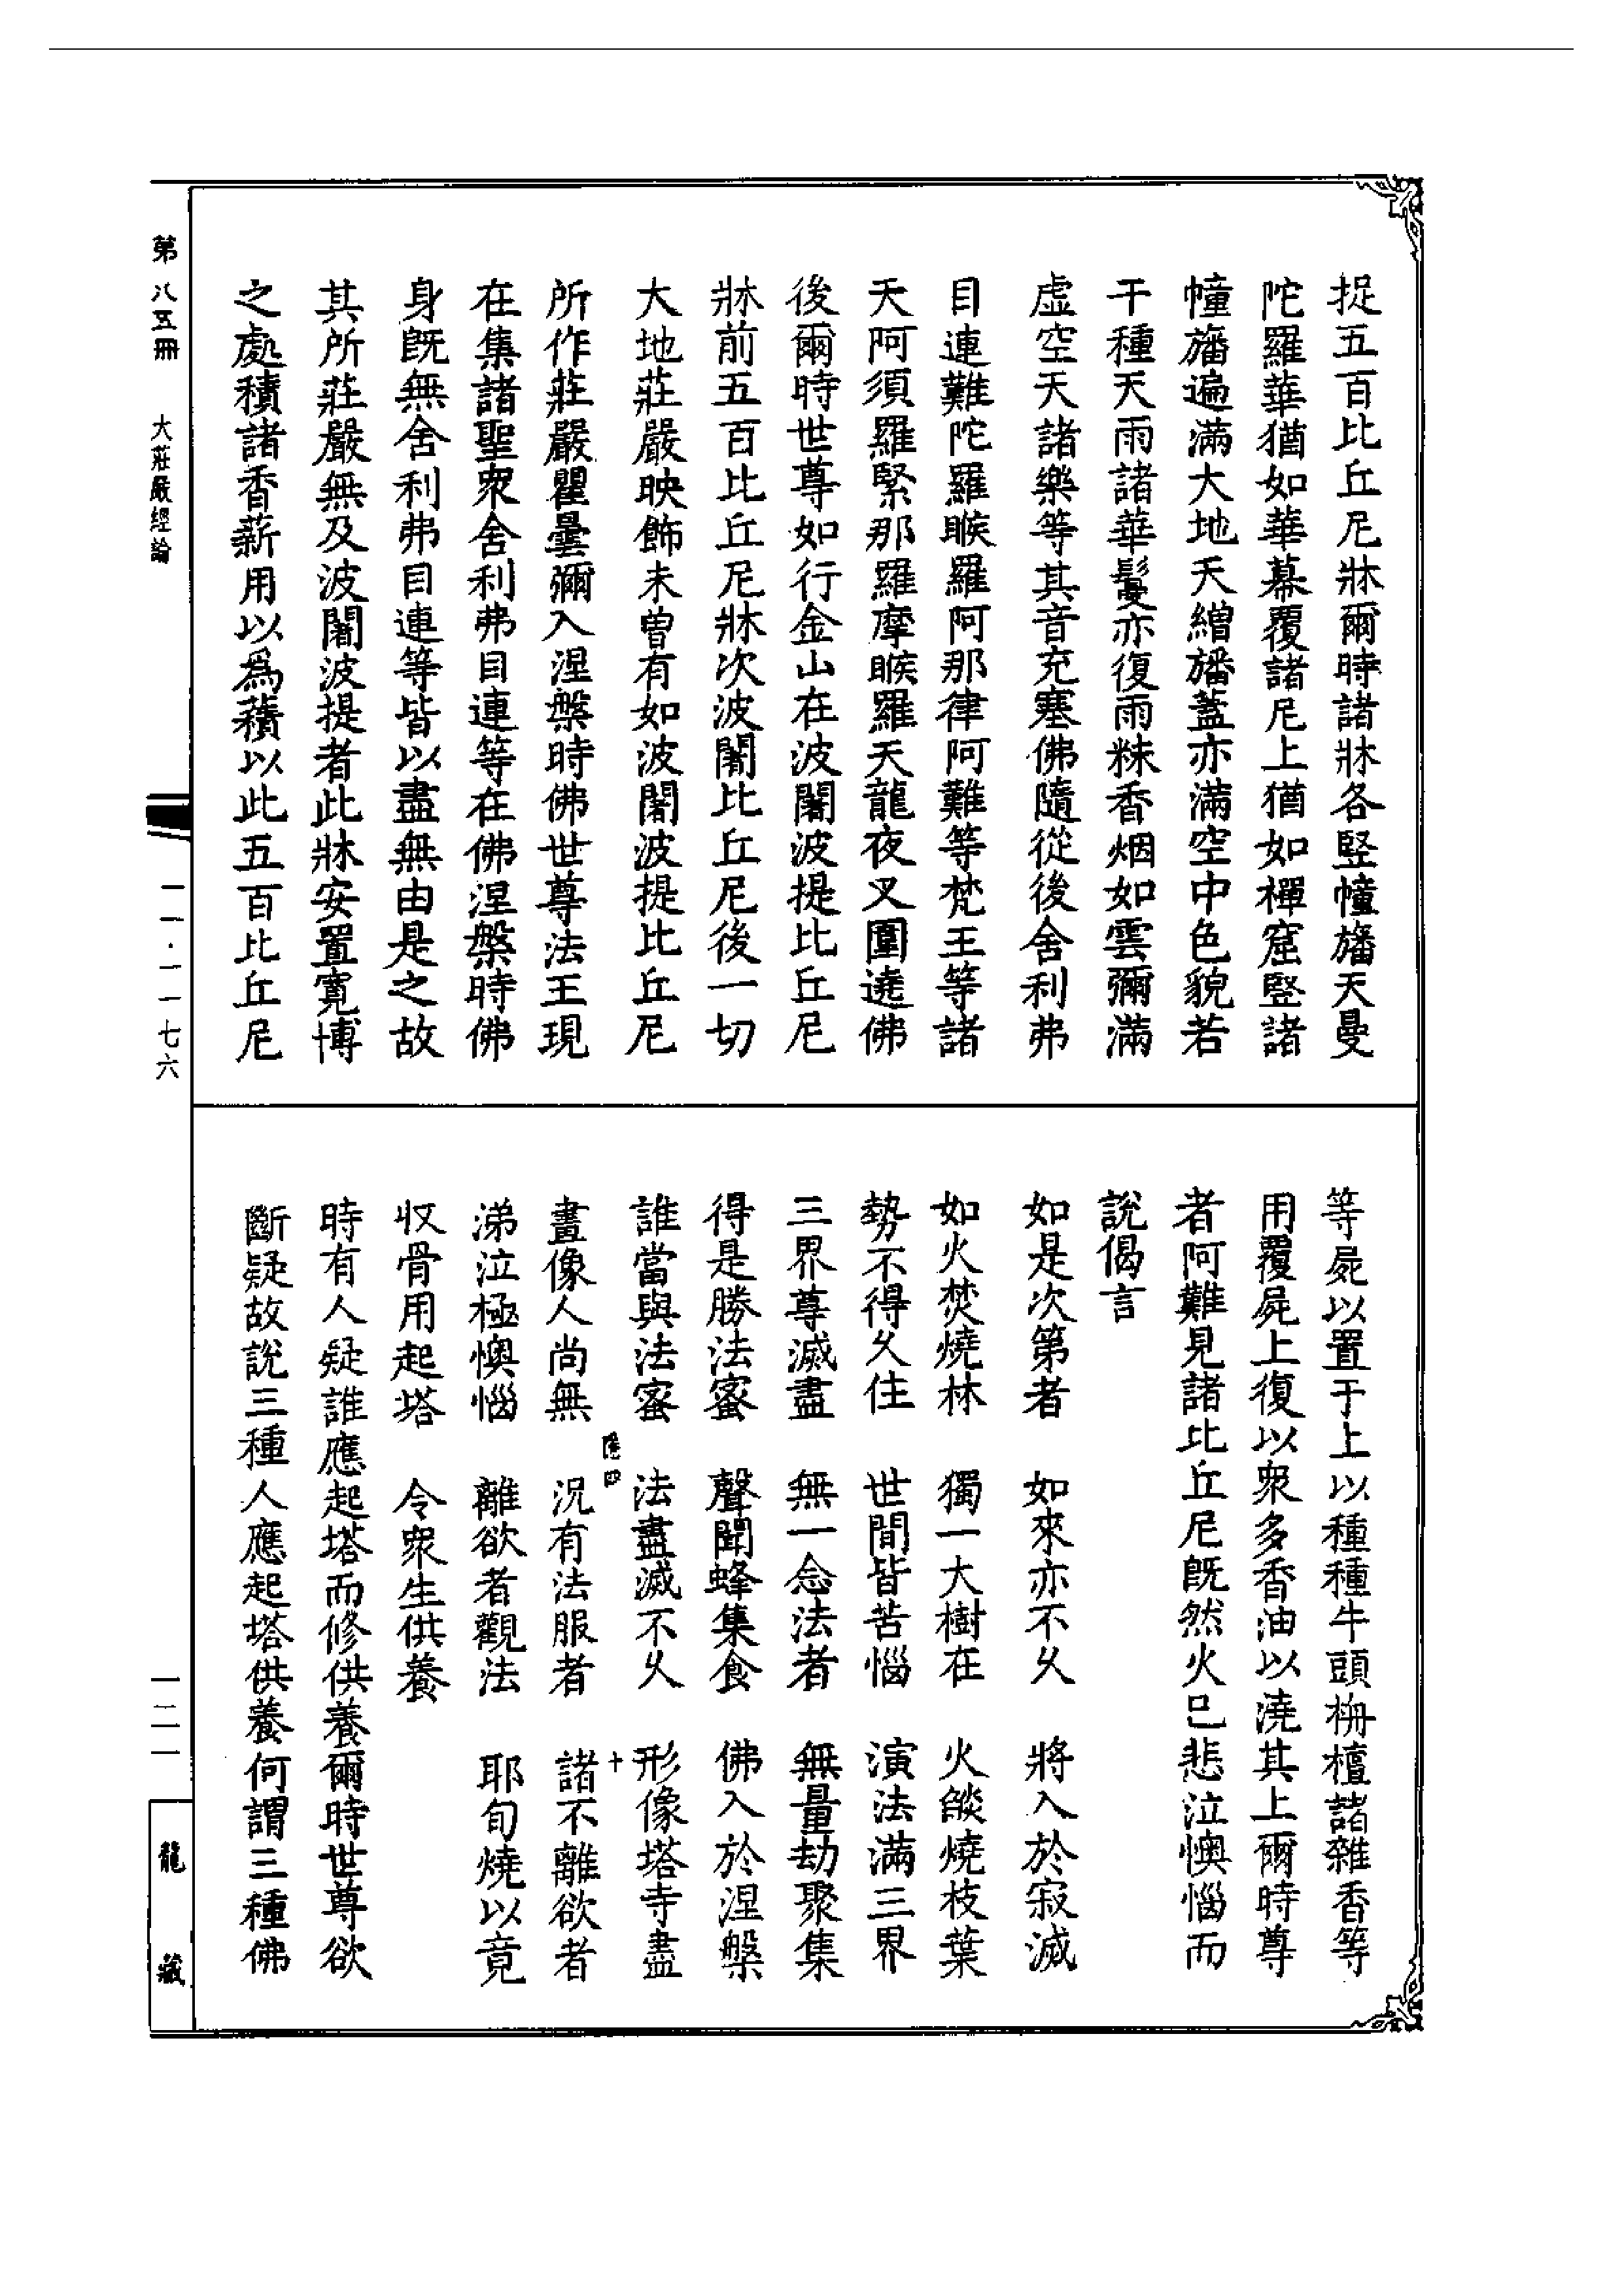 捉五百比丘尼牀爾時諸牀各竪幢旛天曼
陀羅華猶如華幕覆諸尼上猶如禪窟竪諸
幢旛遍滿大地天繒旛蓋亦滿空中色貌若
干種天雨諸華鬘亦復雨粖香烟如雲彌滿
虛空天諸樂等其音充塞佛隨從後舍利弗
目連難陀羅睺羅阿那律阿難等梵王等諸
天阿須羅緊那羅摩睺羅天龍夜叉圍遶佛
後爾時世尊如行金山在波闍波提比丘尼
牀前五百比丘尼牀次波闍比丘尼後一切
大地莊嚴映飾未曾有如波闍波提比丘尼
所作莊嚴瞿曇彌入涅槃時佛世尊法王現
在集諸聖眾舍利弗目連等在佛涅槃時佛
身旣無舍利弗目連等皆以盡無由是之故
其所莊嚴無及波闍波提者此牀安置寬博
之處積諸香薪用以爲𧂐以此五百比丘尼
等屍以置于上以種種牛頭栴檀諸雜香等
用覆屍上復以眾多香油以澆其上爾時尊
者阿難見諸比丘尼旣然火已悲泣懊惱而
說偈言
如是次第者　如來亦不久　將入於寂滅
如火焚燒林　獨一大樹在　火燄燒枝葉
勢不得久住　世間皆苦惱　演法滿三界
三界尊滅盡　無一念法者　無量劫聚集
得是勝法蜜　聲聞蜂集食　佛入於涅槃
誰當與法蜜　法盡滅不久　形像塔寺盡
畫像人尚無　況有法服者　諸不離欲者
涕泣極懊惱　離欲者觀法　耶旬燒以竟
収骨用起塔　令眾生供養
時有人疑誰應起塔而修供養爾時世尊欲
斷疑故說三種人應起塔供養何謂三種佛
隱四
十
第八五冊　大莊嚴經論
一一·一一七六
一二一
龍藏